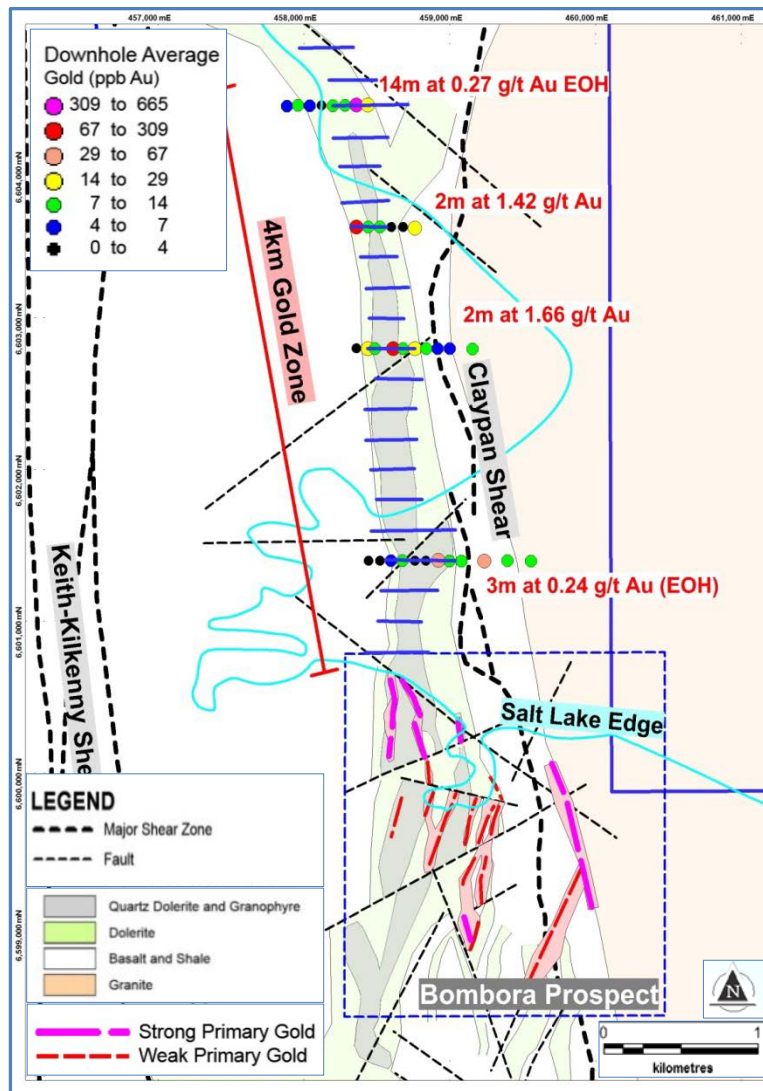 457,000 mE
458,000 mE
459,000 mE
460,000 mE
461,000 mE
Downhole Average
Gold (ppb Au)
309 to 665
67 to 309
29 to 67
14 to 29
7 to 14
4 to 7
0 to 4
14m at 0.27 g/t Au EOH
6,604,000 mN
2m at 1.42 g/t Au
4km Gold Zone
2m at 1.66 g/t Au
6,603,000 mN
Claypan Shear
6,602,000 mN
3m at 0.24 g/t Au (EOH)
Keith-Kilkenny She
6,601,000 mN
Salt Lake Edge
6,600,000 mN
LEGEND
Major Shear Zone
Fault
Quartz Dolerite and Granophyre
Dolerite
Basalt and Shale
Granite
6,599,000 mN
Bombora Prospect
N
Strong Primary Gold
Weak Primary Gold
0 1
kilometres